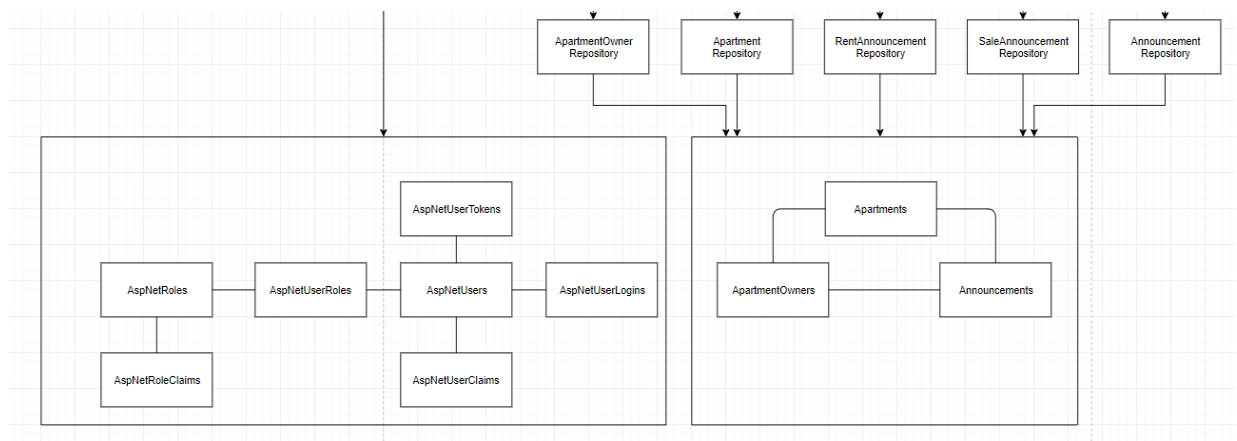 ApartmentOwner
Repository
Apartment
Repository
RentAnnouncement
Repository
SaleAnnouncement
Repository
Announcement
Repository
AspNetUserTokens
Apartments
AspNetRoles
AspNetUserRoles
AspNetUsers
AspNetUserLogins
ApartmentOwners
Announcements
AspNetRoleClaims
AspNetUserClaims